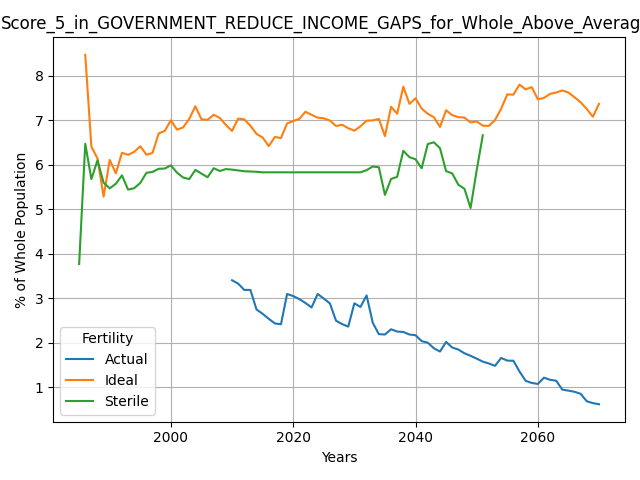 Score_5_in_GOVERNMENT_REDUCE_INCOME_GAPS_for_Whole_Above_Averag
% of Whole Population
8
7
6
5
4
3
2
1
Fertility
Actual
Ideal
Sterile
2000 2020 2040 2060
Years